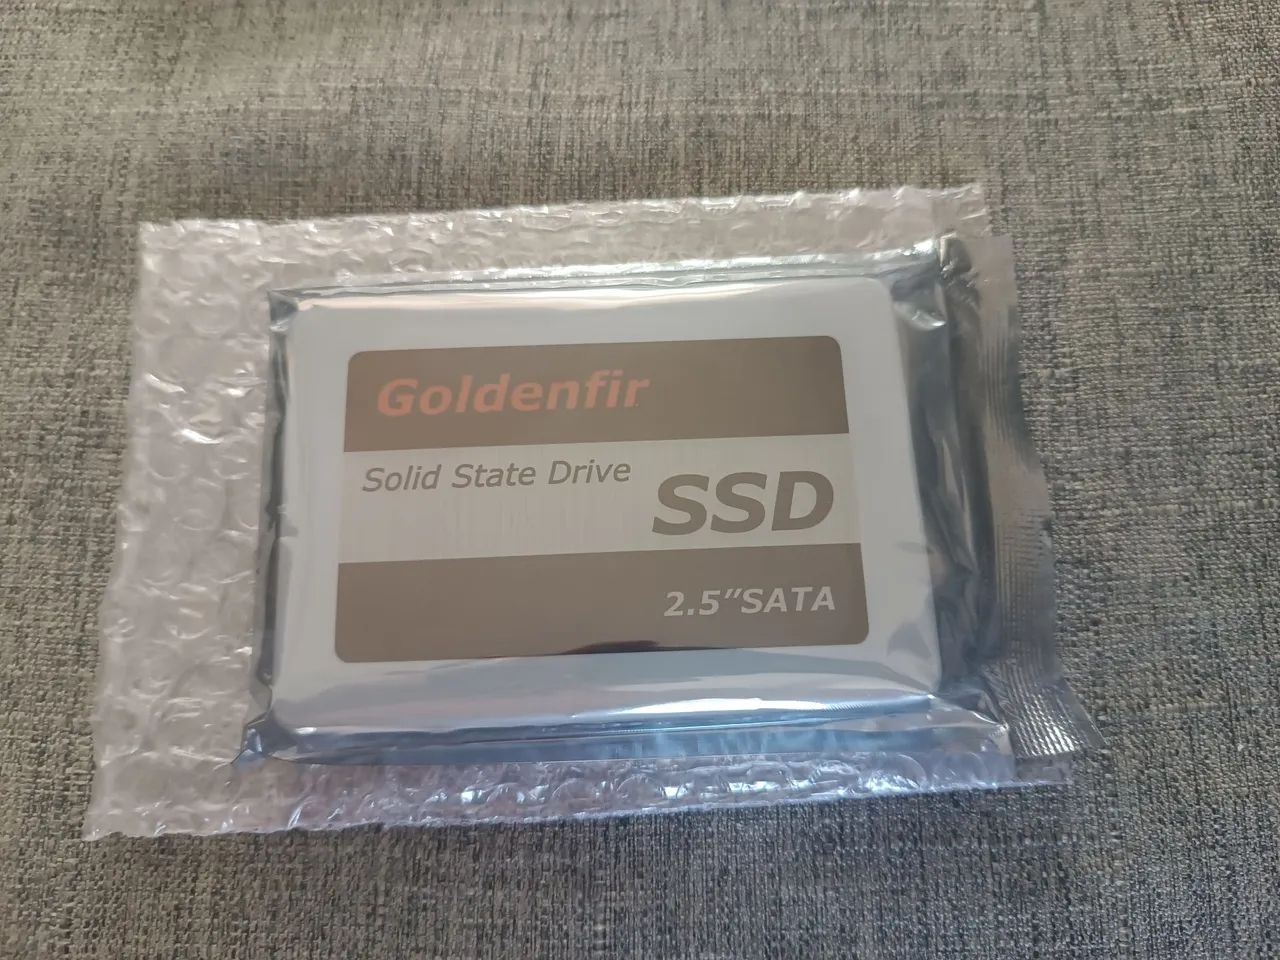 Goldenfir
Solid State Drive
SSD
2.5”SATA